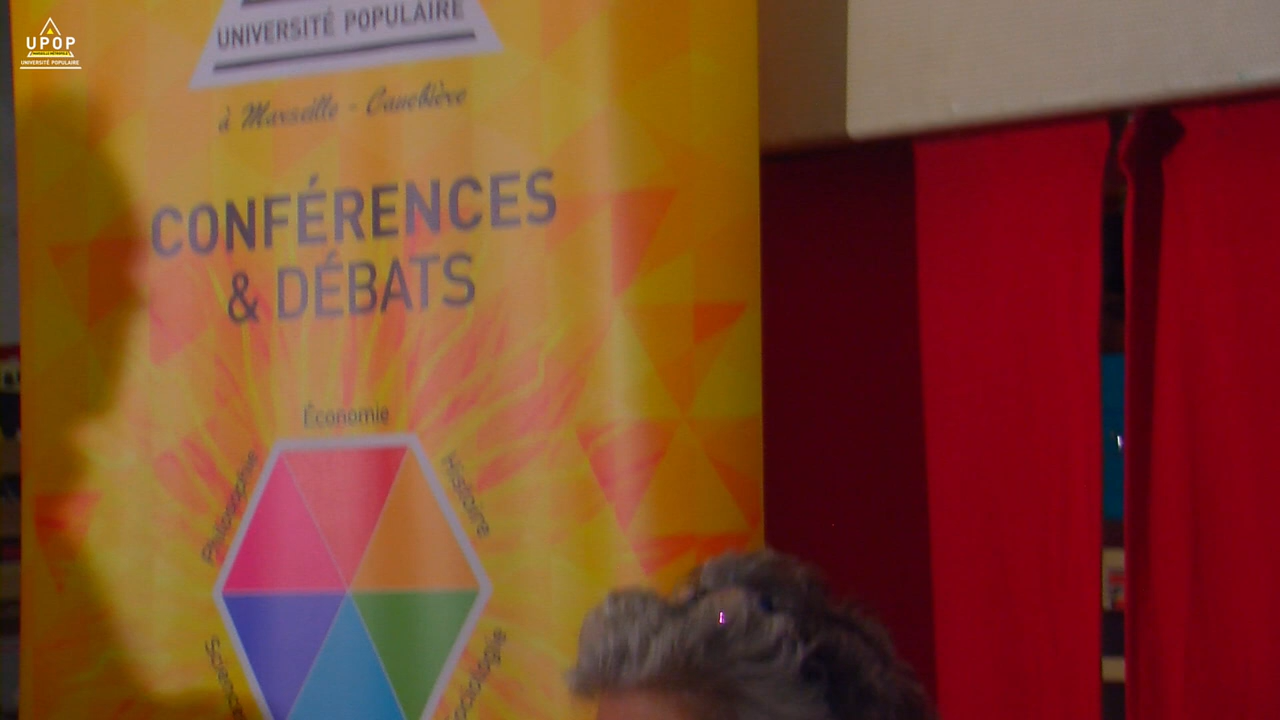 UPOP
UNIVERSITÉ POPULAIRE
UNIVERSITÉ POPULAIRE
à Marseille - Canebière
CONFÉRENCES
& DÉBATS
Économie
Philosophie
Histoire